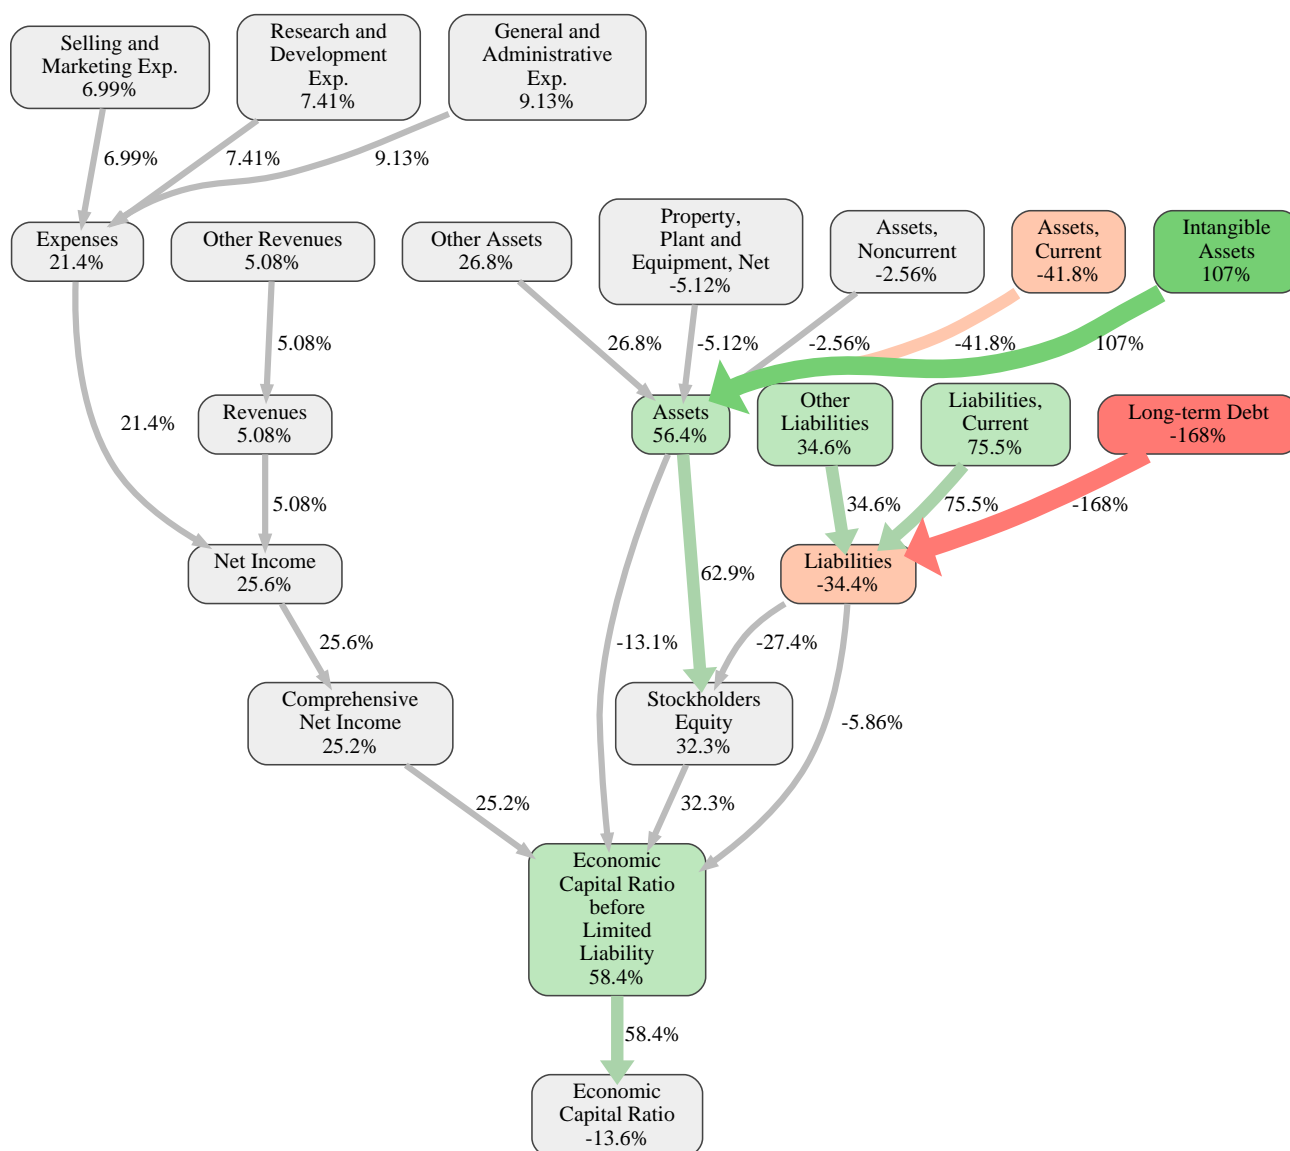 Selling and
Marketing Exp.
6.99%
Research and
Development
Exp.
7.41%
General and
Administrative
Exp.
9.13%
6.99%
7.41%
9.13%
Expenses
21.4%
Other Revenues
5.08%
Other Assets
26.8%
Property,
Plant and
Equipment, Net
-5.12%
Assets,
Noncurrent
-2.56%
Assets,
Current
-41.8%
Intangible
Assets
107%
5.08%
26.8%
-5.12%
-2.56%
-41.8%
107%
21.4%
Revenues
5.08%
Assets
56.4%
Other
Liabilities
34.6%
Liabilities,
Current
75.5%
Long-term Debt
-168%
5.08%
34.6%
75.5%
-168%
Net Income
25.6%
62.9%
Liabilities
-34.4%
25.6%
-13.1%
-27.4%
Comprehensive
Net Income
25.2%
Stockholders
Equity
32.3%
-5.86%
25.2%
32.3%
Economic
Capital Ratio
before
Limited
Liability
58.4%
58.4%
Economic
Capital Ratio
-13.6%